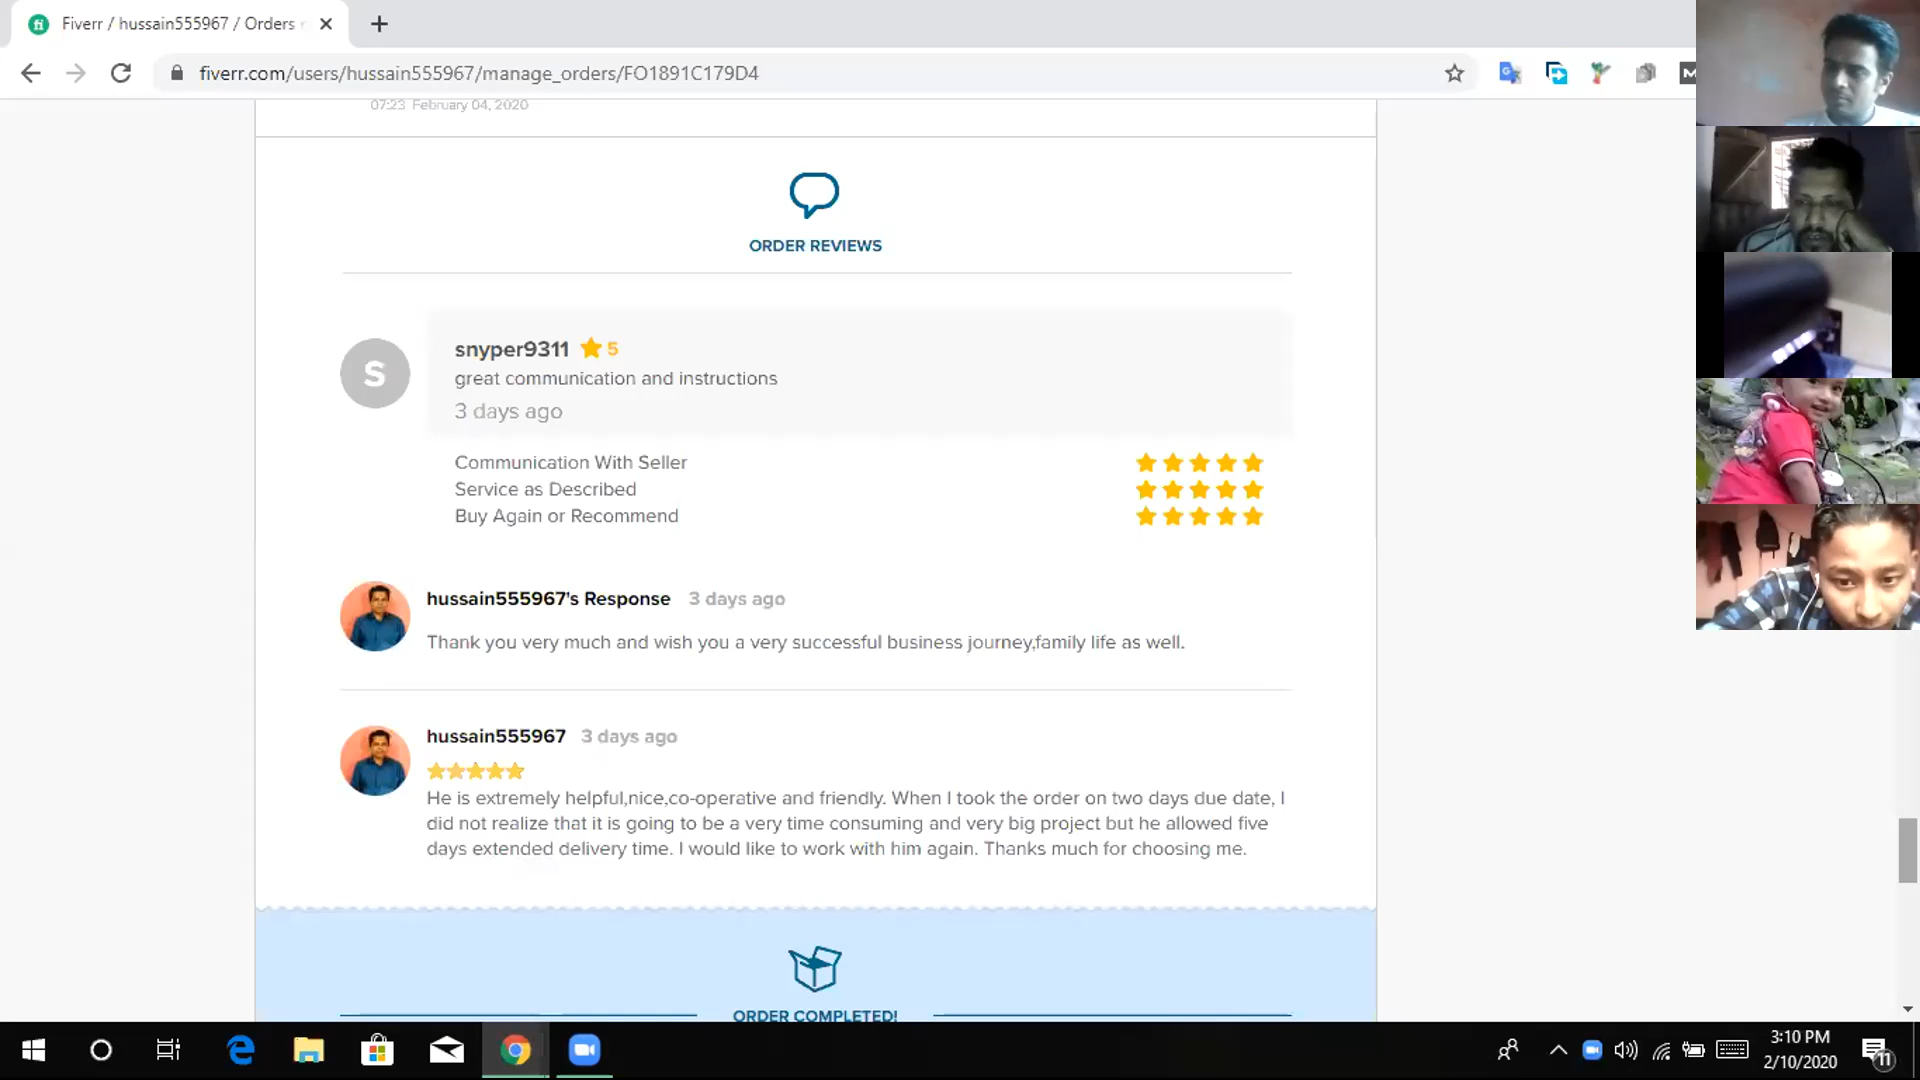 Fiverr / hussain555967 / Orders
fiverr.com/users/hussain555967/manage_orders/FO1891C179D4
07:23 February 04, 2020
ORDER REVIEWS
S
snyper9311 5
great communication and instructions
3 days ago
Communication With Seller
Service as Described
Buy Again or Recommend
hussain555967's Response 3 days ago
Thank you very much and wish you a very successful business journey,family life as well.
hussain555967 3 days ago
He is extremely helpful,nice,co-operative and friendly. When I took the order on two days due date, I
did not realize that it is going to be a very time consuming and very big project but he allowed five
days extended delivery time. I would like to work with him again. Thanks much for choosing me.
ORDER COMPLETED!
3:10 PM
2/10/2020
11